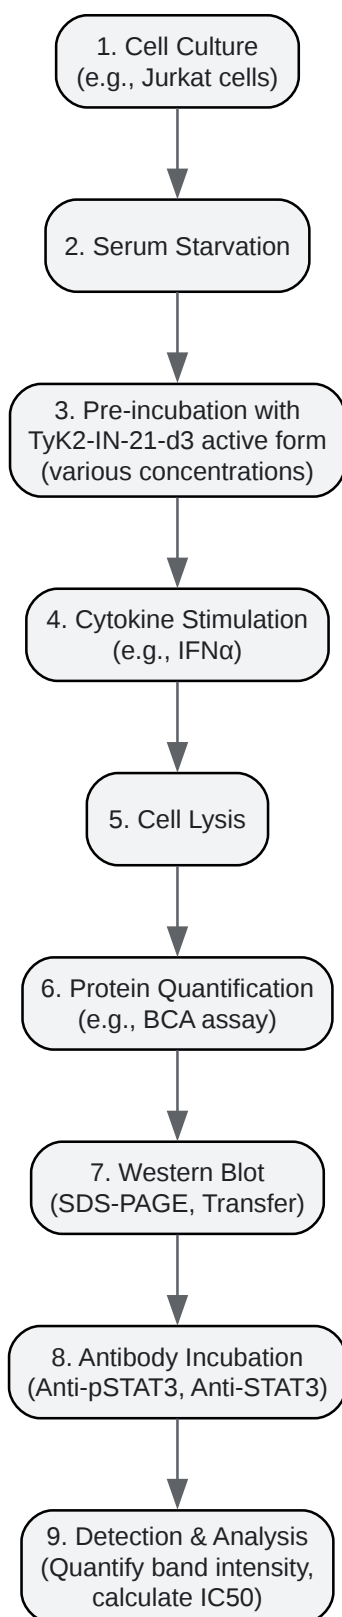 1. Cell Culture
(e.g., Jurkat cells)
2. Serum Starvation
3. Pre-incubation with
TyK2-IN-21-d3 active form
(various concentrations)
4. Cytokine Stimulation
(e.g., IFNα)
5. Cell Lysis
6. Protein Quantification
(e.g., BCA assay)
7. Western Blot
(SDS-PAGE, Transfer)
8. Antibody Incubation
(Anti-pSTAT3, Anti-STAT3)
9. Detection & Analysis
(Quantify band intensity,
calculate IC50)